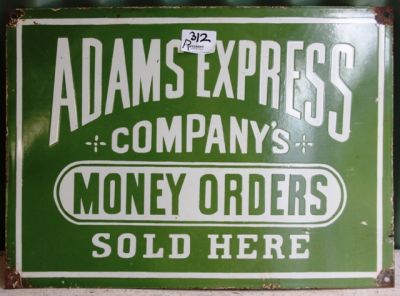 312
ADAMS EXPRESS
COMPANY'S
MONEY ORDERS
SOLD HERE